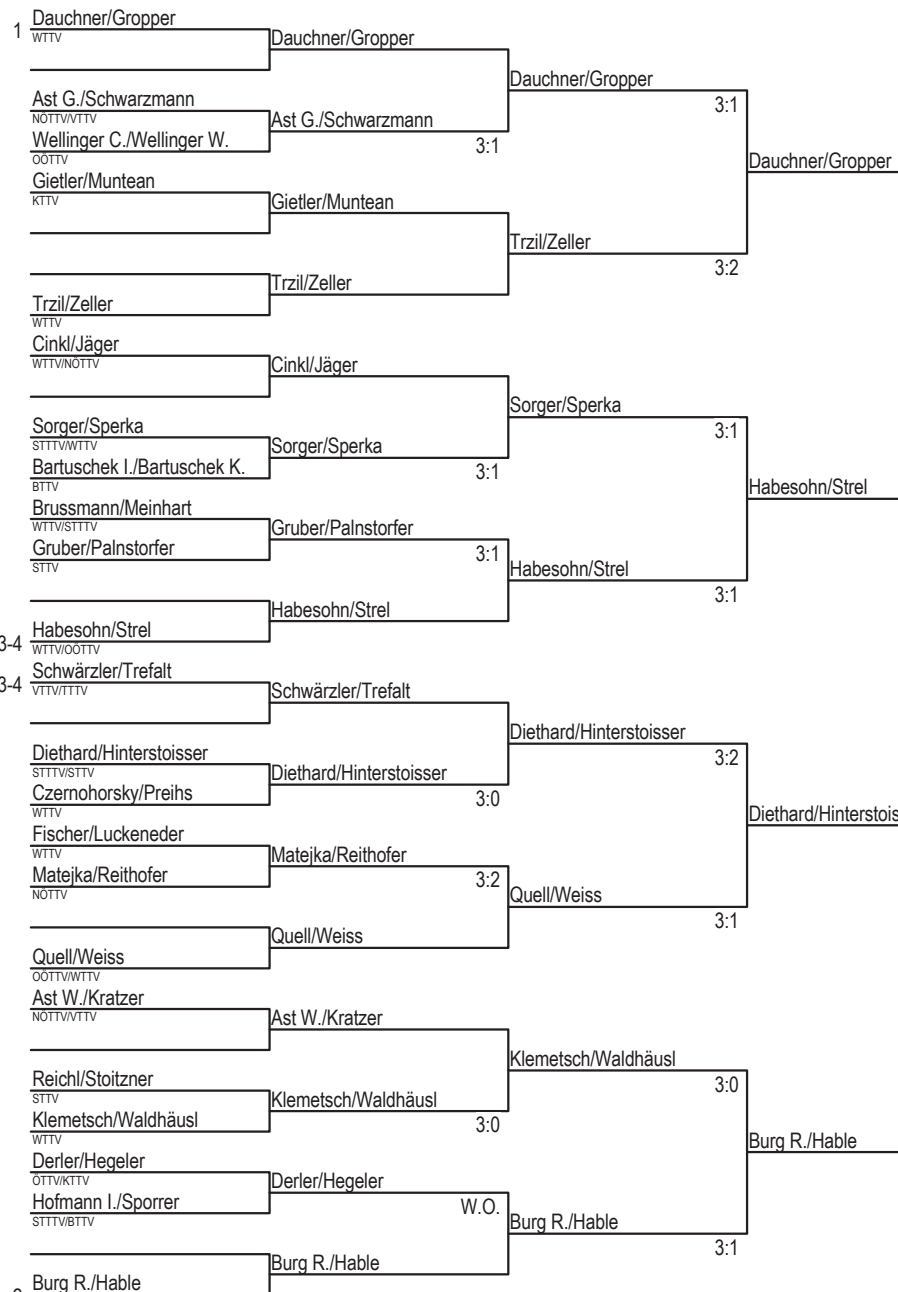 Dauchner/Gropper
1
WTTV
Dauchner/Gropper
Dauchner/Gropper
3:1
Ast G./Schwarzmann
NÖTTV/VTTV
Ast G./Schwarzmann
3:1
Wellinger C./Wellinger W.
OÖTTV
Dauchner/Gropper
Gietler/Muntean
KTTV
Gietler/Muntean
Trzil/Zeller
3:2
Trzil/Zeller
Trzil/Zeller
WTTV
Cinkl/Jäger
WTTV/NÖTTV
Cinkl/Jäger
Sorger/Sperka
3:1
Sorger/Sperka
STTTV/WTTV
Sorger/Sperka
3:1
Bartuschek I./Bartuschek K.
BTTV
Habesohn/Strel
Brussmann/Meinhart
WTTV/STTTV
Gruber/Palnstorfer
3:1
Gruber/Palnstorfer
STTV
Habesohn/Strel
3:1
Habesohn/Strel
Habesohn/Strel
3-4
WTTV/OÖTTV
Schwärzler/Trefalt
3-4
VTTV/TTTV
Schwärzler/Trefalt
Diethard/Hinterstoisser
3:2
Diethard/Hinterstoisser
STTTV/STTV
Diethard/Hinterstoisser
3:0
Czernohorsky/Preihs
WTTV
Diethard/Hinterstois
Fischer/Luckeneder
WTTV
Matejka/Reithofer
3:2
Matejka/Reithofer
NÖTTV
Quell/Weiss
3:1
Quell/Weiss
Quell/Weiss
OÖTTV/WTTV
Ast W./Kratzer
NÖTTV/VTTV
Ast W./Kratzer
Klemetsch/Waldhäusl
3:0
Reichl/Stoitzner
STTV
Klemetsch/Waldhäusl
3:0
Klemetsch/Waldhäusl
WTTV
Burg R./Hable
Derler/Hegeler
ÖTTV/KTTV
Derler/Hegeler
W.O.
Hofmann I./Sporrer
STTTV/BTTV
Burg R./Hable
3:1
Burg R./Hable
Burg R./Hable